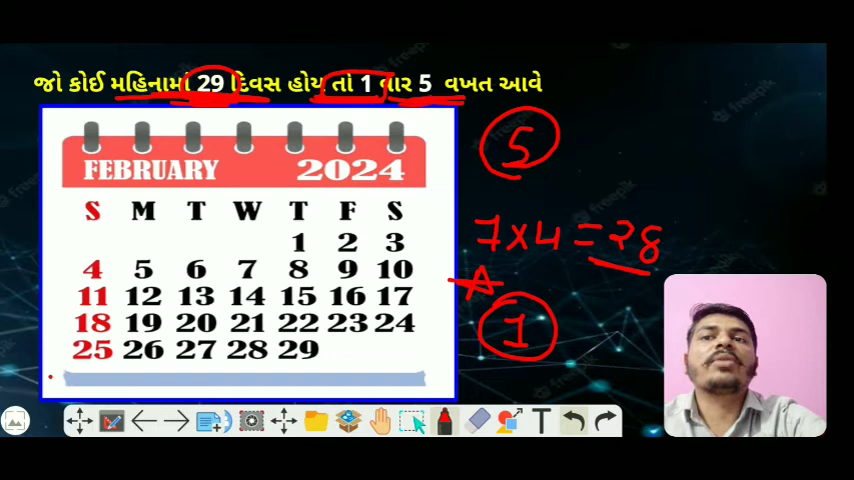 જો કોઈ મહિનામાં 29 દિવસ હોય તો 1 વાર 5 વખત આવે
FEBRUARY 2024
S M T W T F S
1 2 3
4 5 6 7 8 9 10
11 12 13 14 15 16 17
18 19 20 21 22 23 24
25 26 27 28 29
5
7x4 = 28
1
T
freepik